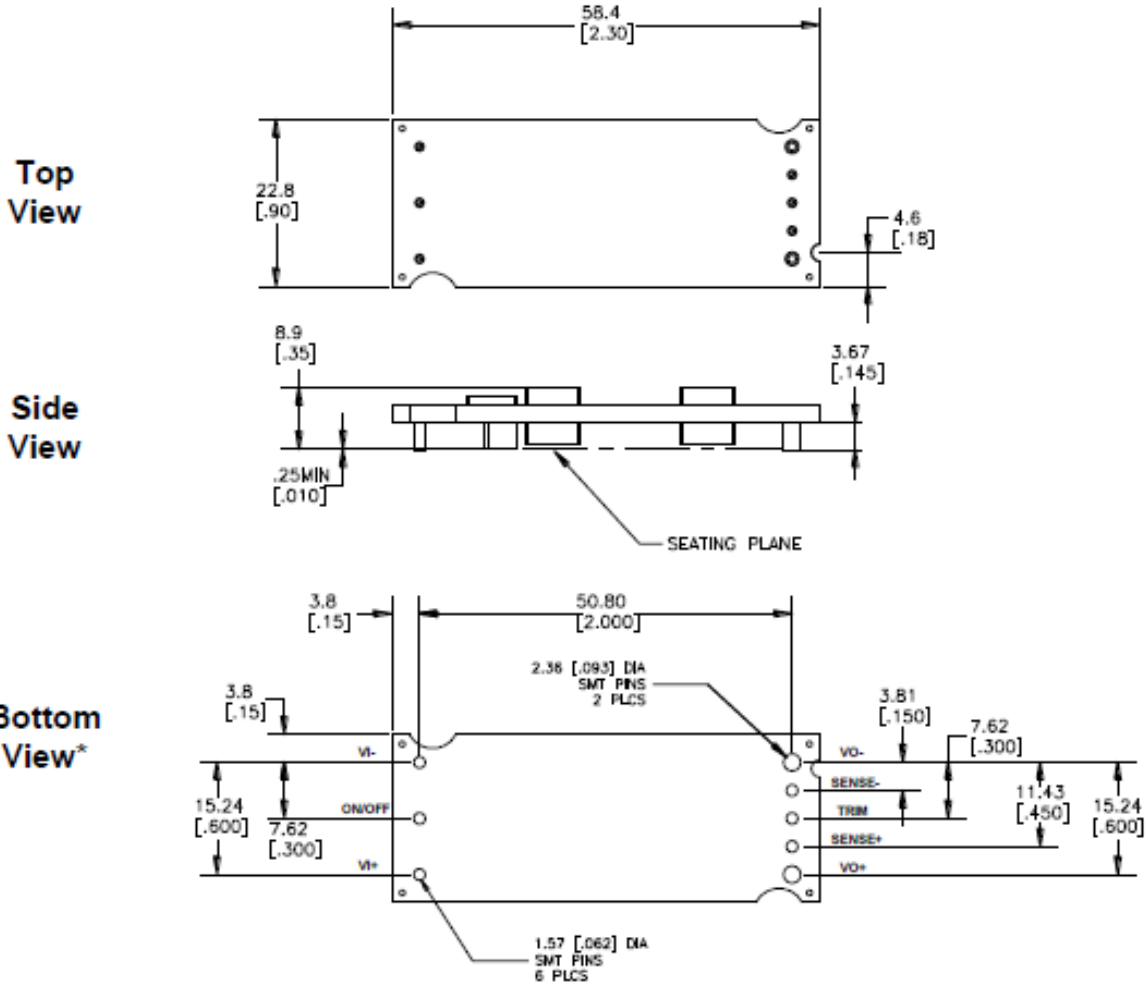 58.4
[2.30]
Top
View
22.8
[.90]
4.6
[.18]
8.9
[.35]
3.67
[.145]
Side
View
.25MIN
[.010]
SEATING PLANE
3.8
[.15]
50.80
[2.000]
2.36 [.093] DIA
SMT PINS
2 PLCS
3.8
[.15]
3.81
[.150]
7.62
[.300]
Bottom
View*
VI-
VO-
SENSE-
15.24
[.600]
ON/OFF
7.62
[.300]
TRIM
11.43
[.450]
15.24
[.600]
SENSE+
VI+
VO+
1.57 [.062] DIA
SMT PINS
6 PLCS